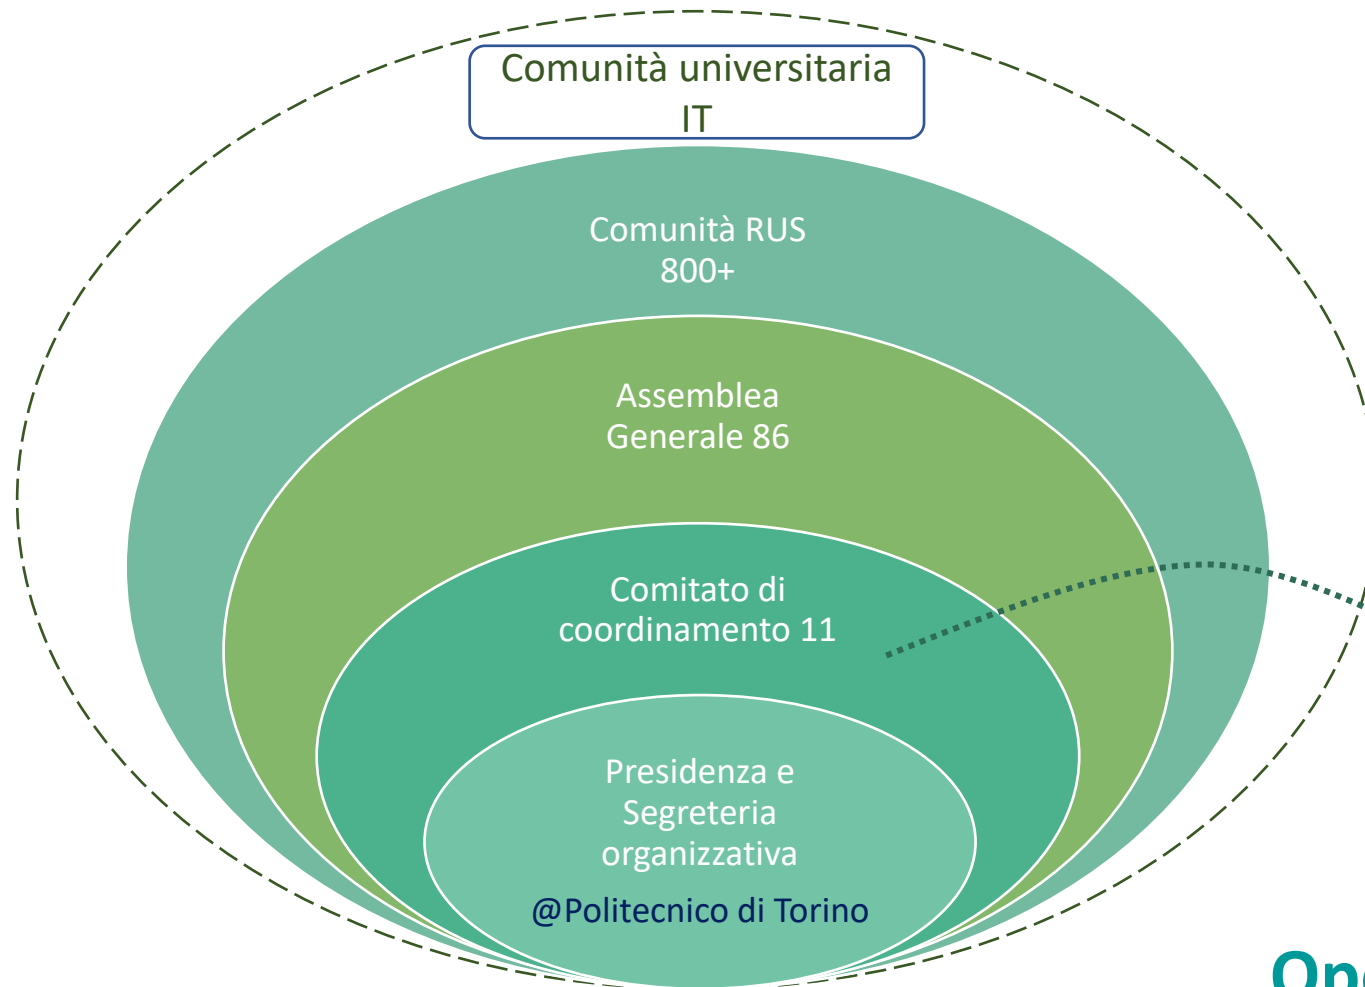 Comunità universitaria
IT
Comunità RUS
800+
Assemblea
Generale 86
Comitato di
coordinamento 11
Presidenza e
Segreteria
organizzativa
@Politecnico di Torino